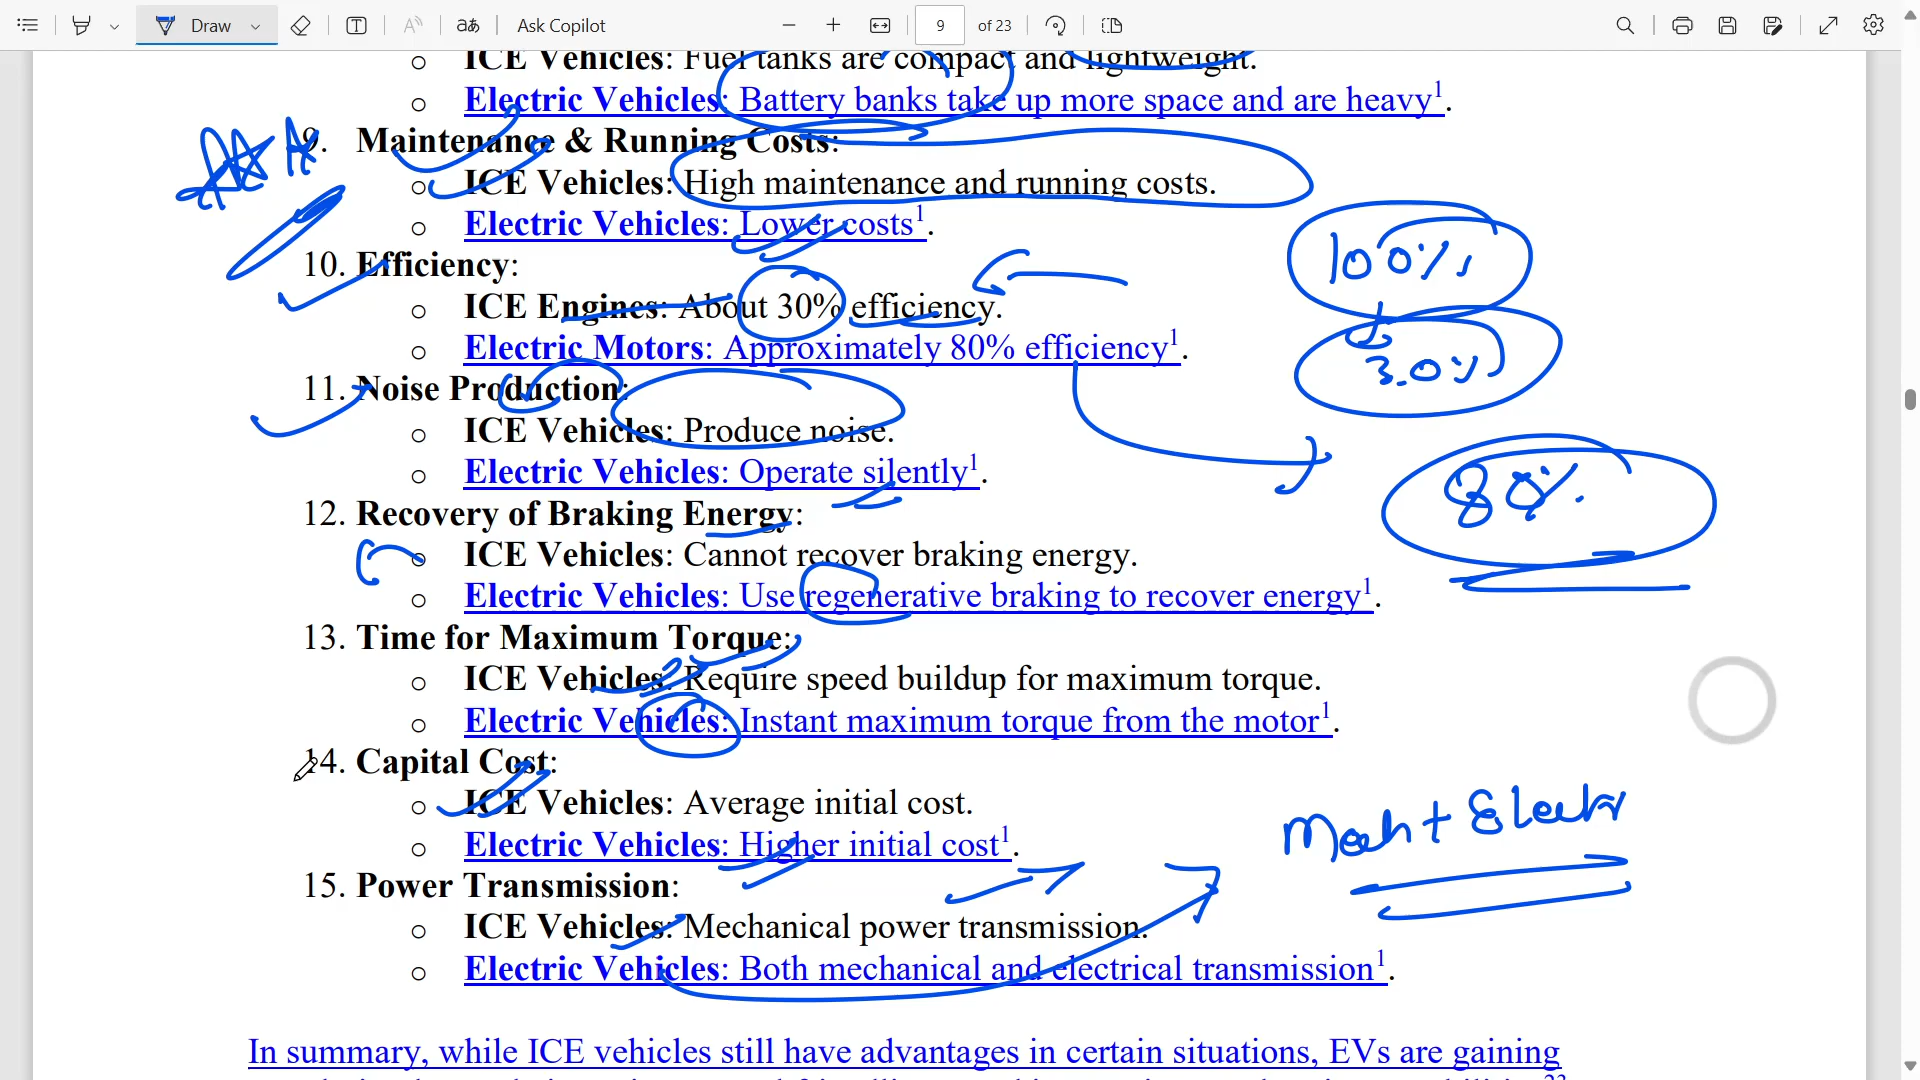 Draw
Ask Copilot
9 of 23
ICE Vehicles: Fuel tanks are compact and lightweight.
Electric Vehicles: Battery banks take up more space and are heavy1.
9. Maintenance & Running Costs:
ICE Vehicles: High maintenance and running costs.
Electric Vehicles: Lower costs1.
100%
10. Efficiency:
ICE Engines: About 30% efficiency.
Electric Motors: Approximately 80% efficiency1.
30%
11. Noise Production:
ICE Vehicles: Produce noise.
Electric Vehicles: Operate silently1.
80%
12. Recovery of Braking Energy:
ICE Vehicles: Cannot recover braking energy.
Electric Vehicles: Use regenerative braking to recover energy1.
13. Time for Maximum Torque:
ICE Vehicles: Require speed buildup for maximum torque.
Electric Vehicles: Instant maximum torque from the motor1.
14. Capital Cost:
ICE Vehicles: Average initial cost.
Electric Vehicles: Higher initial cost1.
Mech +
15. Power Transmission:
ICE Vehicles: Mechanical power transmission.
Electric Vehicles: Both mechanical and electrical transmission1.
In summary, while ICE vehicles still have advantages in certain situations, EVs are gaining